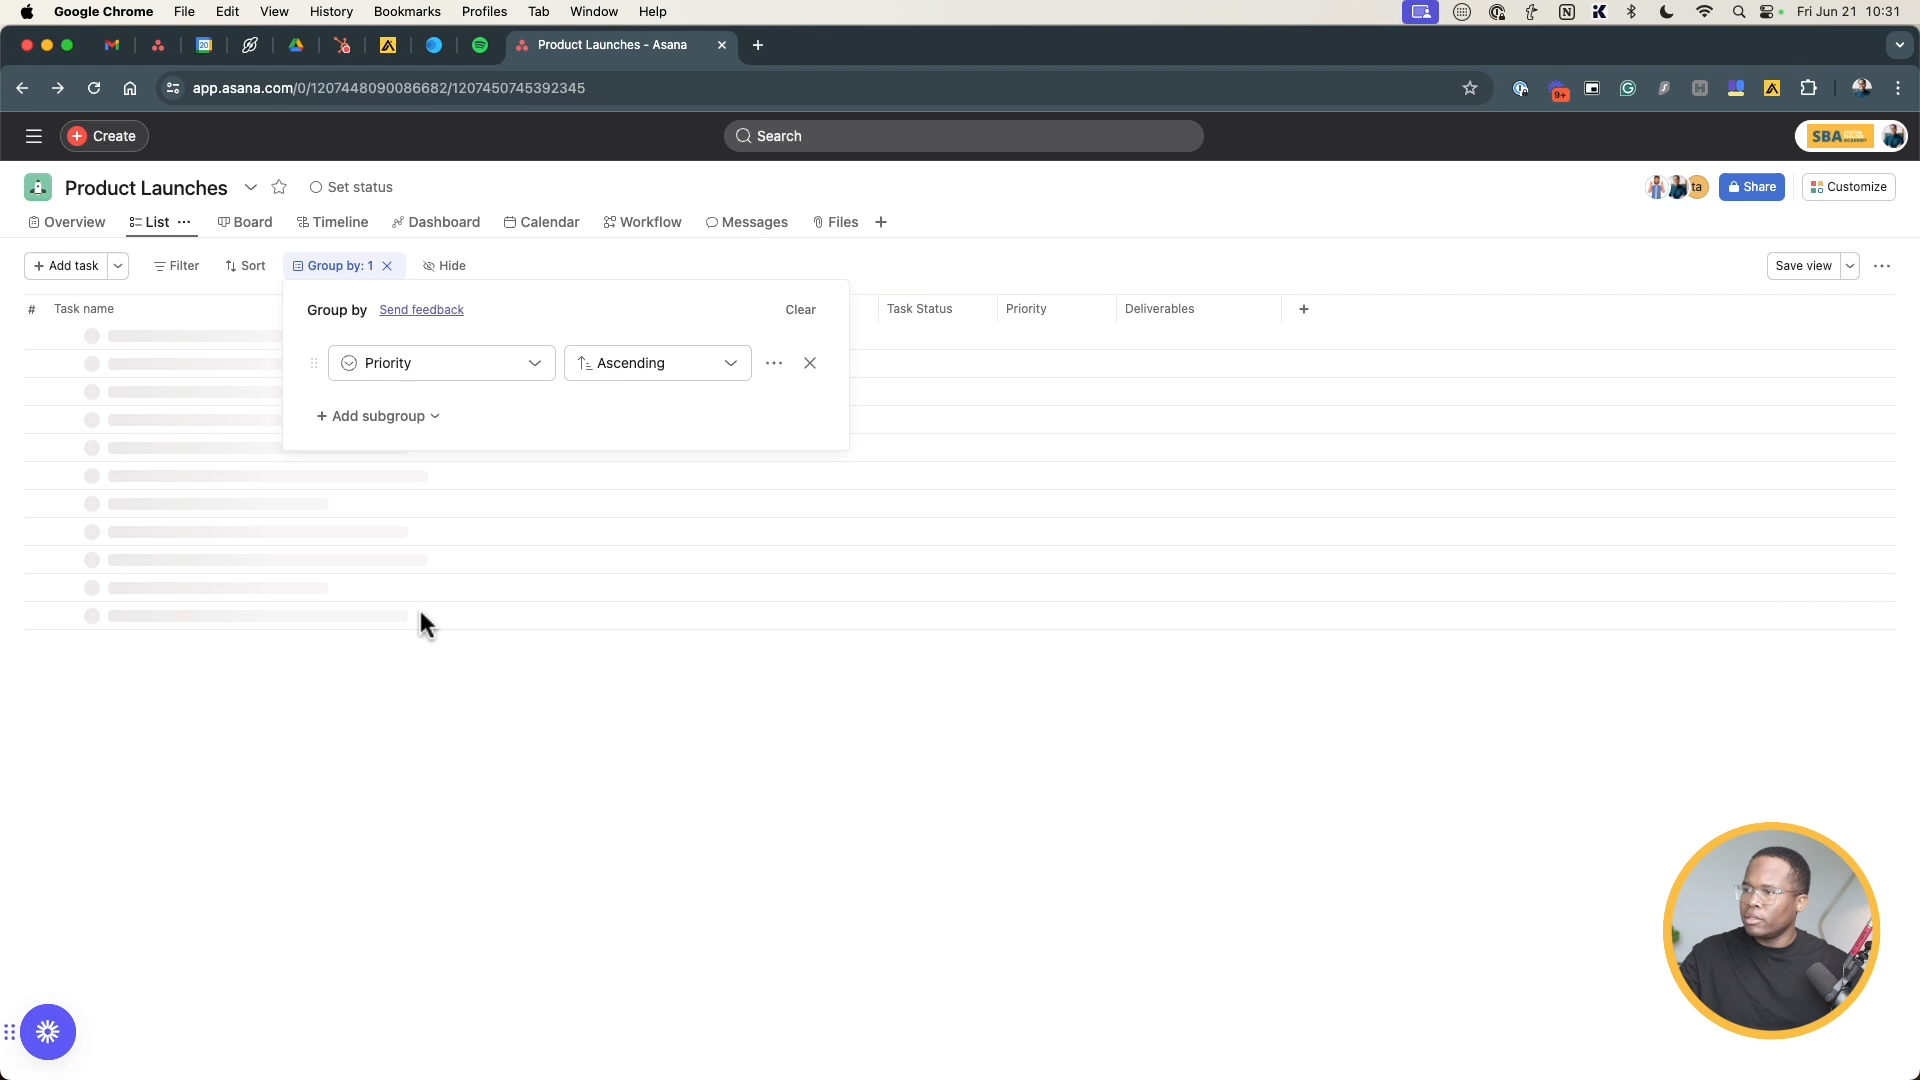 Google Chrome File Edit View History Bookmarks Profiles Tab Window Help Fri Jun 21 10:31
20 Product Launches - Asana
app.asana.com/0/1207448090086682/1207450745392345 9+
Create Search SBA
Product Launches Set status ta Share Customize
Overview List Board Timeline Dashboard Calendar Workflow Messages Files
Add task Filter Sort Group by: 1 Hide Save view
# Task name Task Status Priority Deliverables
Group by Send feedback Clear
Priority Ascending
+ Add subgroup